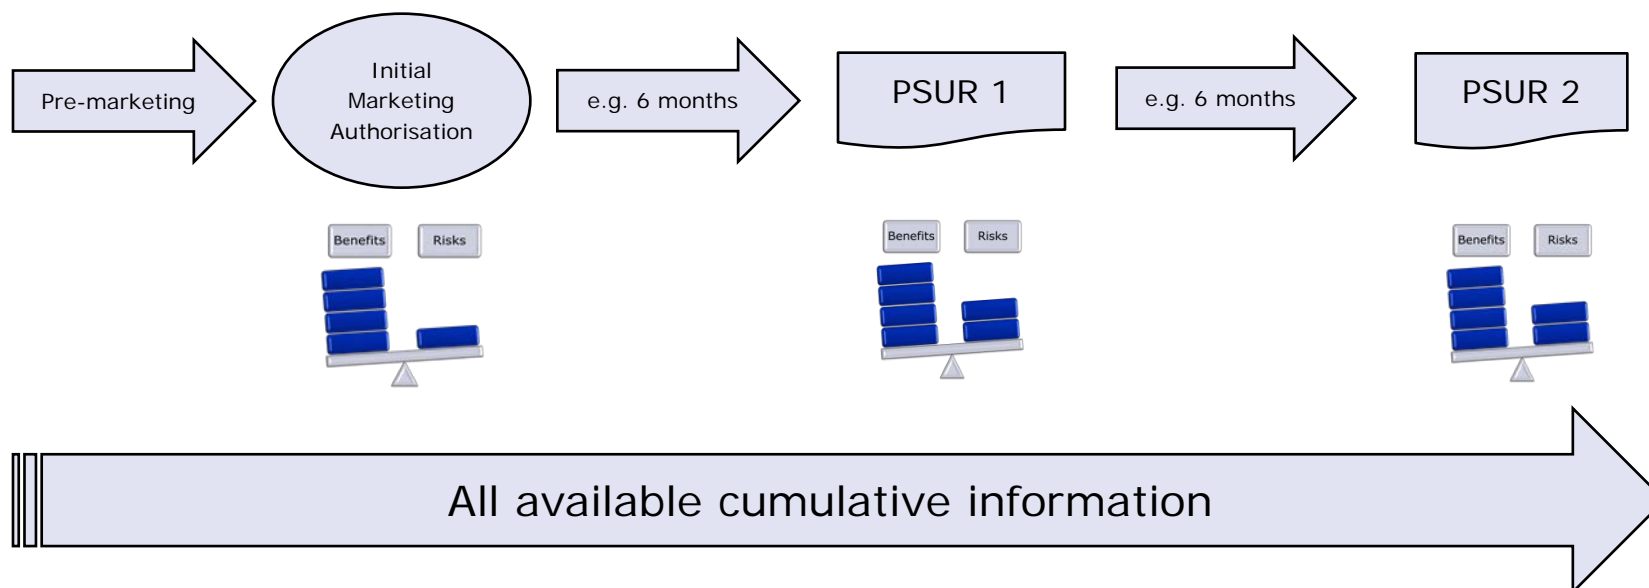 Pre-marketing
Initial
Marketing
Authorisation
e.g. 6 months
PSUR 1
e.g. 6 months
PSUR 2
Benefits
Risks
Benefits
Risks
Benefits
Risks
All available cumulative information